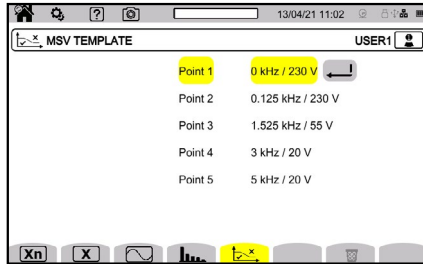 13/04/21 11:02
MSV TEMPLATE USER1
Point 1 0 kHz / 230 V
Point 2 0.125 kHz / 230 V
Point 3 1.525 kHz / 55 V
Point 4 3 kHz / 20 V
Point 5 5 kHz / 20 V
Xn X